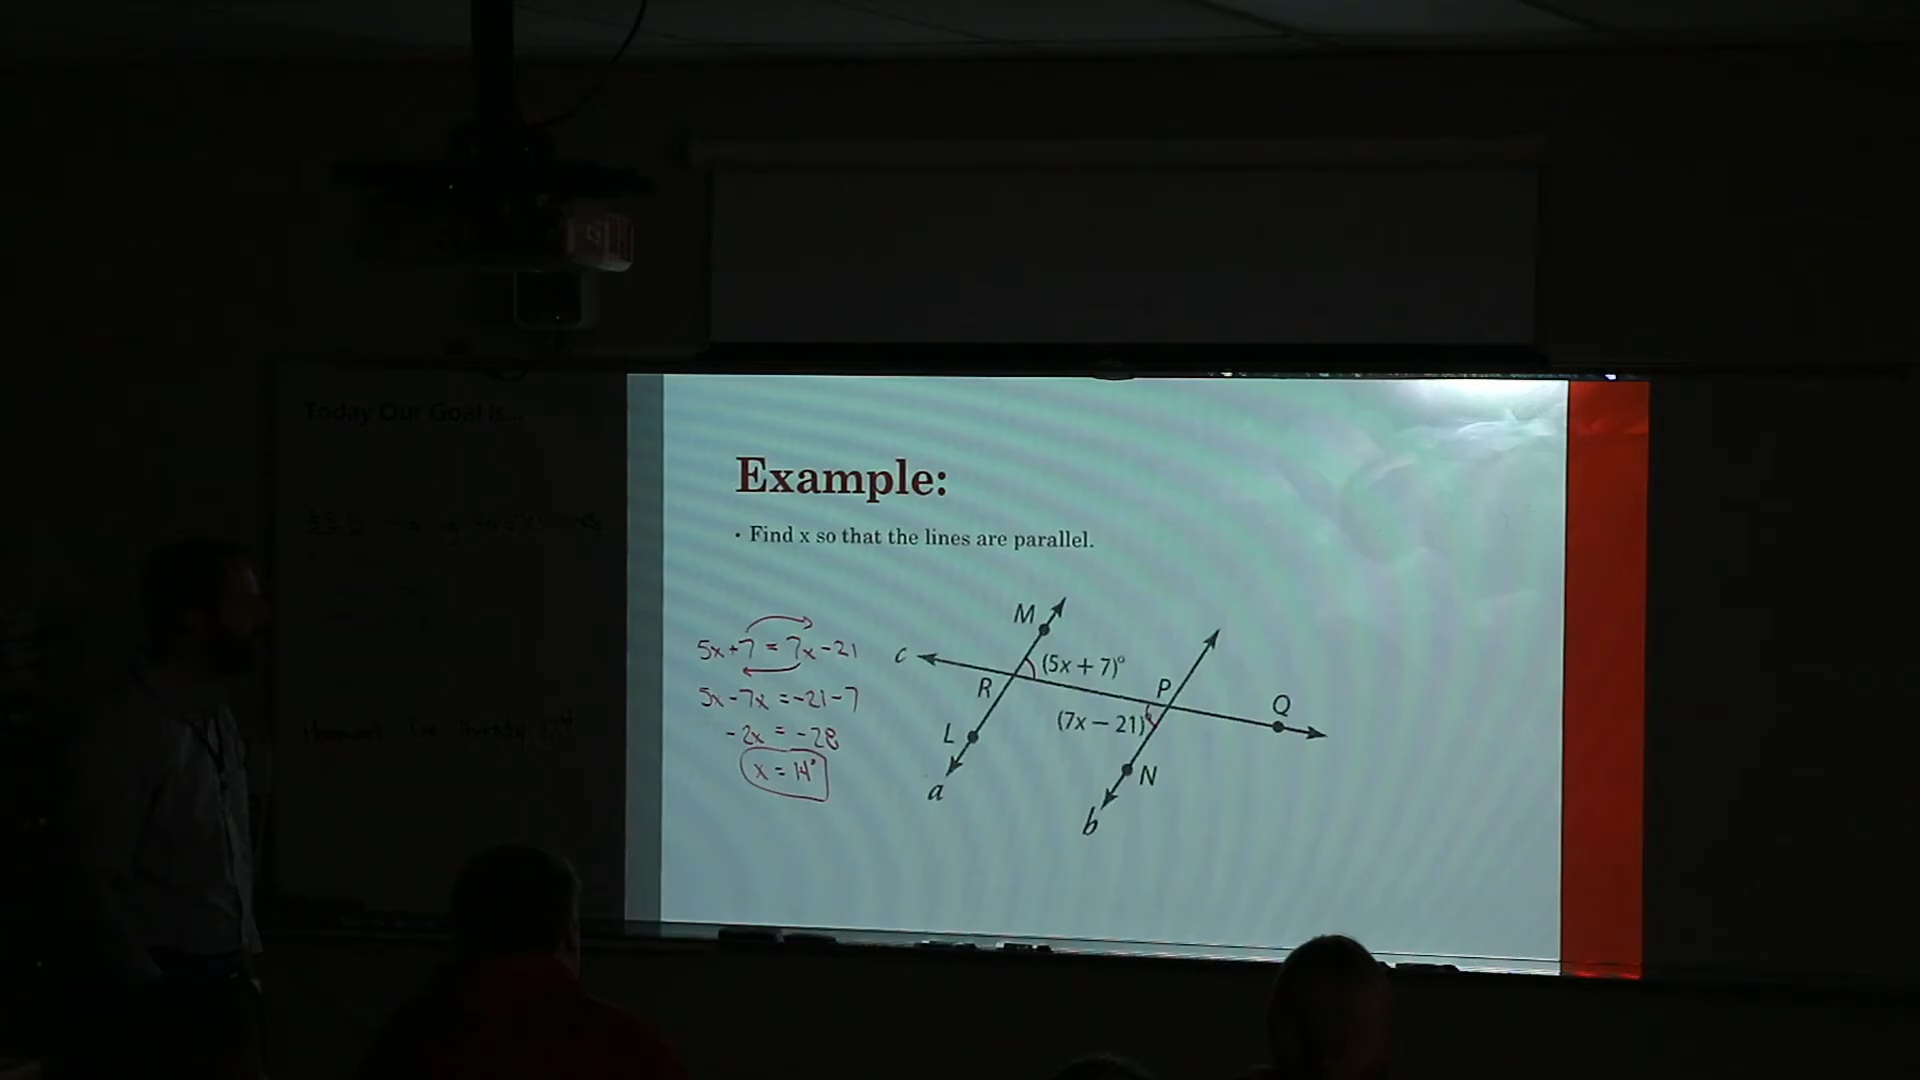 Today Our Goal is...
Example:
• Find x so that the lines are parallel.
5x+7 = 7x-21
5x-7x = -21-7
-2x = -28
x = 14°
M
c
(5x + 7)°
R
P
Q
(7x − 21)
L
N
a
b